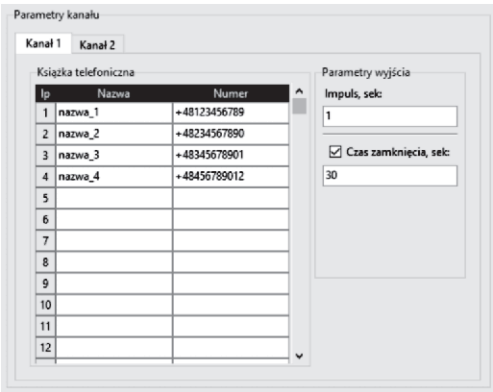 Parametry kanału
Kanał 1 Kanał 2
Książka telefoniczna
lp Nazwa Numer
1 nazwa_1 +48123456789
2 nazwa_2 +48234567890
3 nazwa_3 +48345678901
4 nazwa_4 +48456789012
5
6
7
8
9
10
11
12
Parametry wyjścia
Impuls, sek:
1
Czas zamknięcia, sek:
30